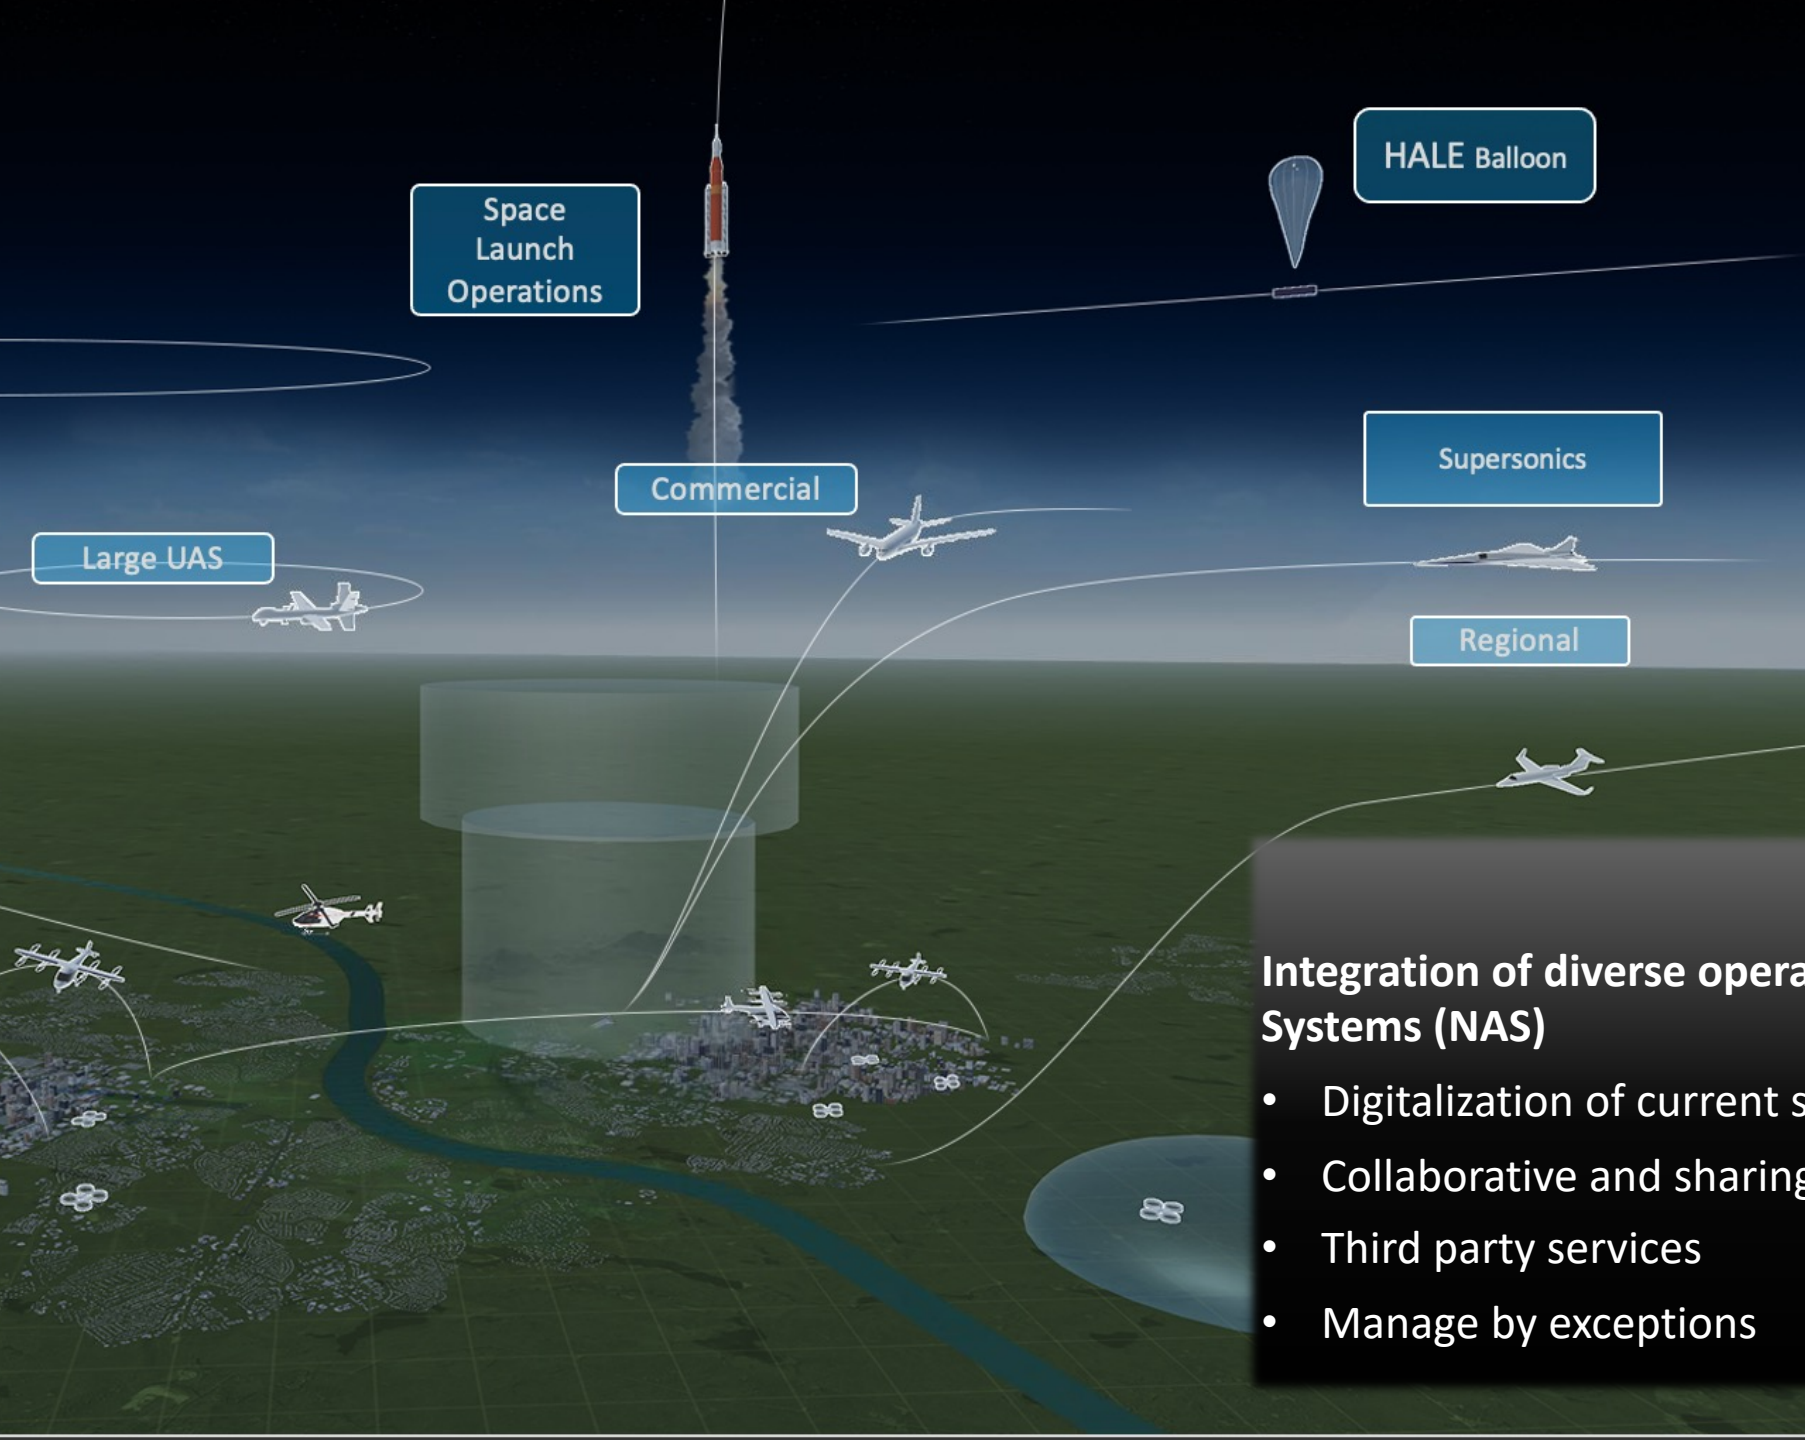 HALE Balloon
Space
Launch
Operations
Supersonics
Commercial
Large UAS
Regional
Integration of diverse opera
Systems (NAS)
• Digitalization of current s
• Collaborative and sharing
• Third party services
• Manage by exceptions